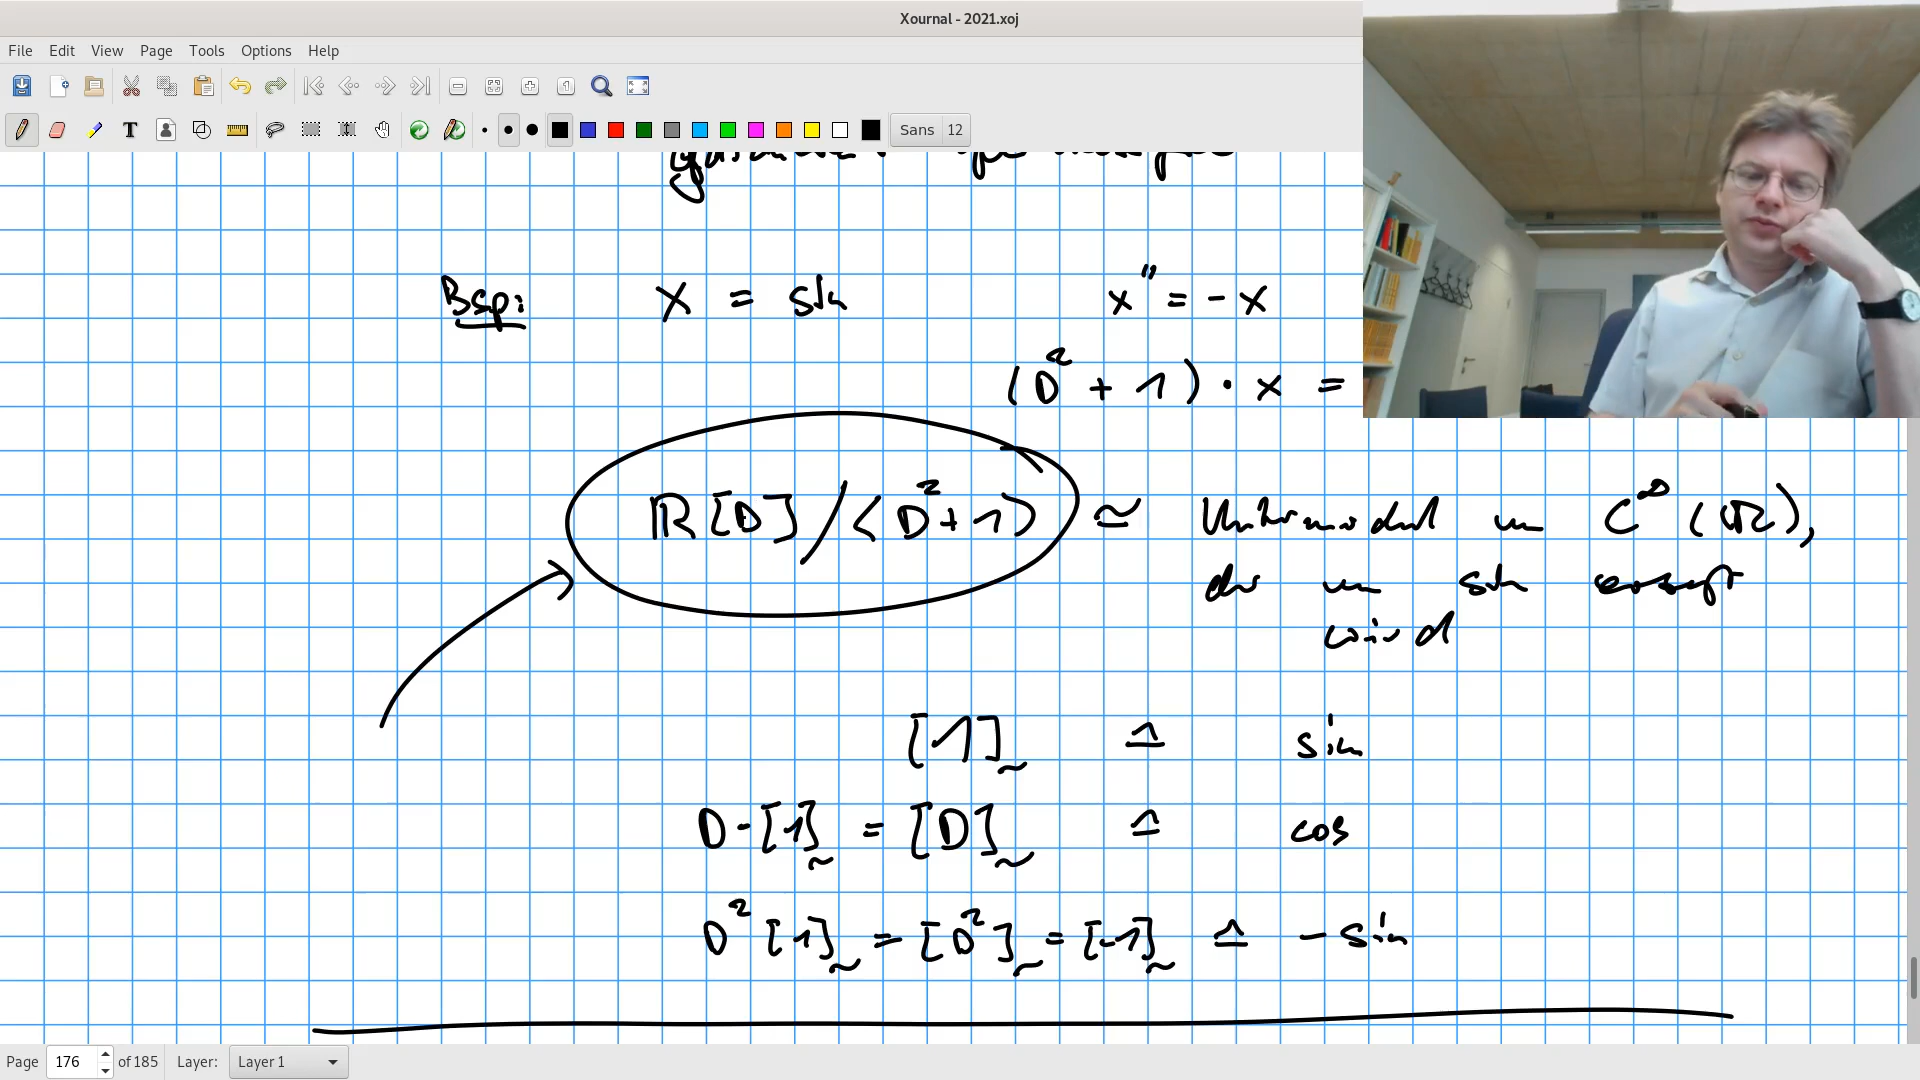 Xournal - 2021.xoj
File Edit View Page Tools Options Help
Sans 12
Bsp: X = sin x'' = - x
(D² + 1) · x =
ℝ[D]/(D²+1) ≃ Untermodul von C^∞(ℝ),
der von sin erzeugt
wird
[1]~ ≙ sin
D·[1]~ = [D]~ ≙ cos
D²[1]~ = [D²]~ = [-1]~ ≙ - sin
Page 176 of 185 Layer: Layer 1